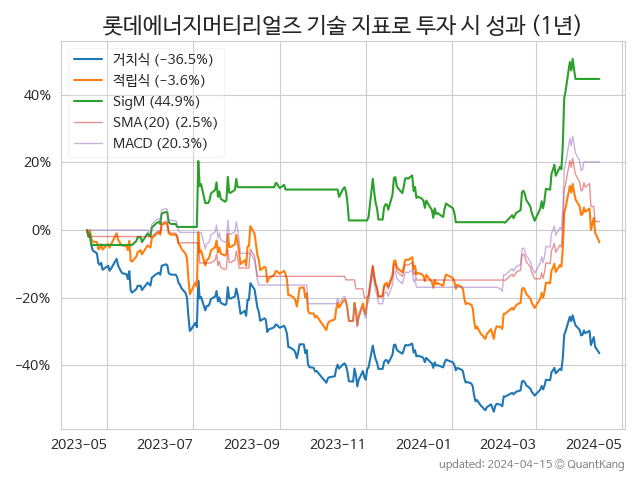 롯데에너지머티리얼즈 기술 지표로 투자 시 성과 (1년)
거치식 (−36.5%)
적립식 (−3.6%)
SigM (44.9%)
SMA(20) (2.5%)
MACD (20.3%)
40%
20%
0%
−20%
−40%
2023-05 2023-07 2023-09 2023-11 2024-01 2024-03 2024-05
updated: 2024-04-15 © QuantKang